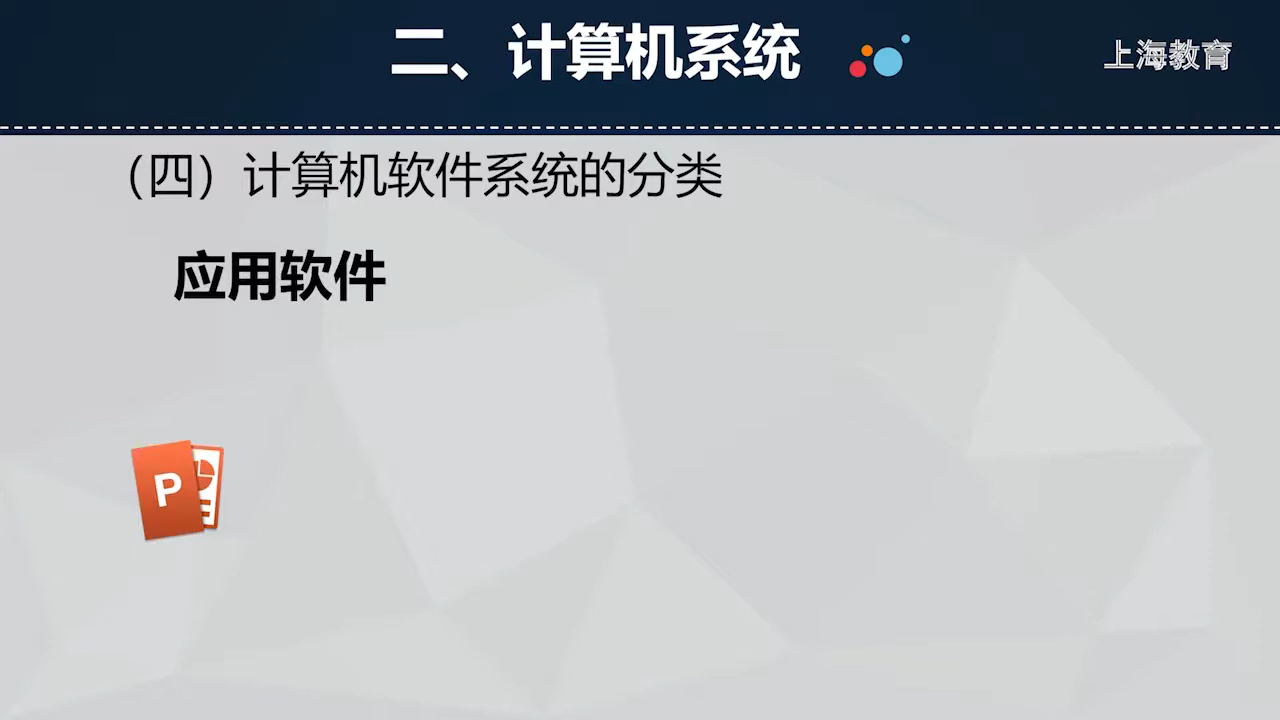 二、计算机系统
上海教育
（四）计算机软件系统的分类
应用软件
P